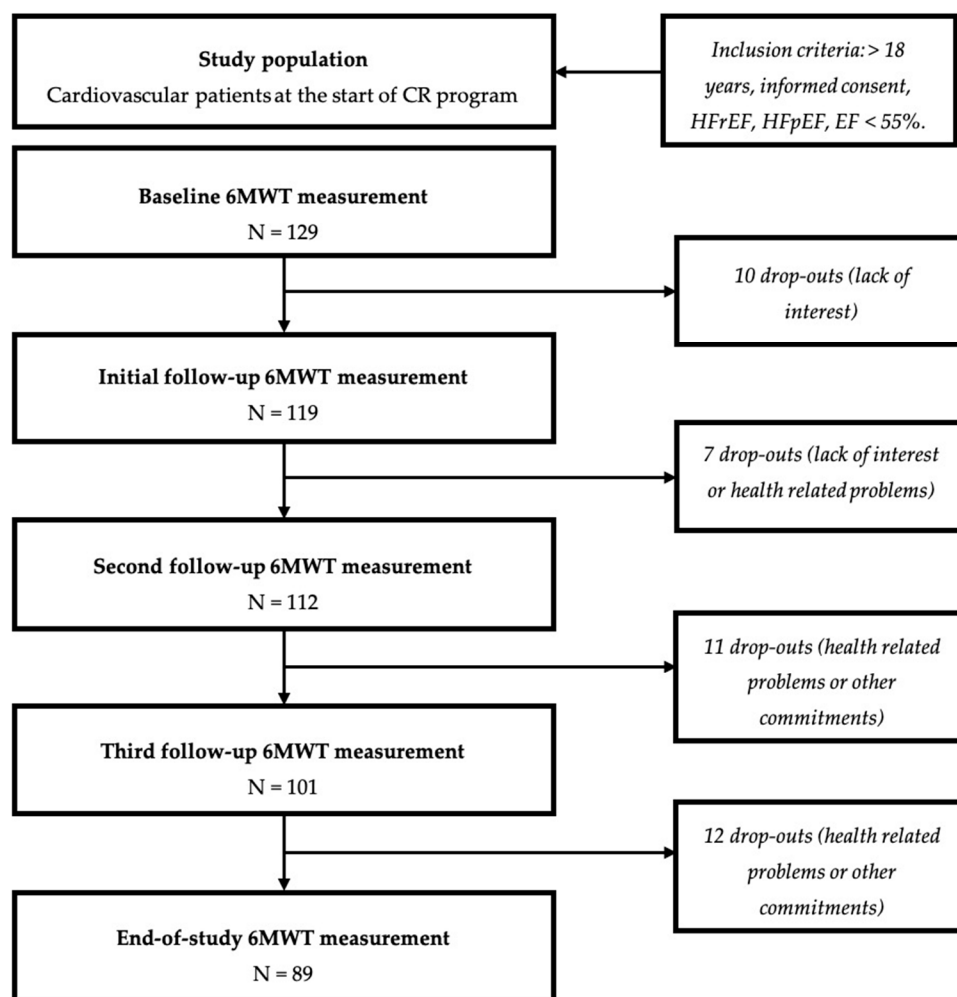 Study population
Cardiovascular patients at the start of CR program
Inclusion criteria: > 18
years, informed consent,
HFrEF, HFpEF, EF < 55%.
Baseline 6MWT measurement
N = 129
10 drop-outs (lack of
interest)
Initial follow-up 6MWT measurement
N = 119
7 drop-outs (lack of interest
or health related problems)
Second follow-up 6MWT measurement
N = 112
11 drop-outs (health related
problems or other
commitments)
Third follow-up 6MWT measurement
N = 101
12 drop-outs (health related
problems or other
commitments)
End-of-study 6MWT measurement
N = 89